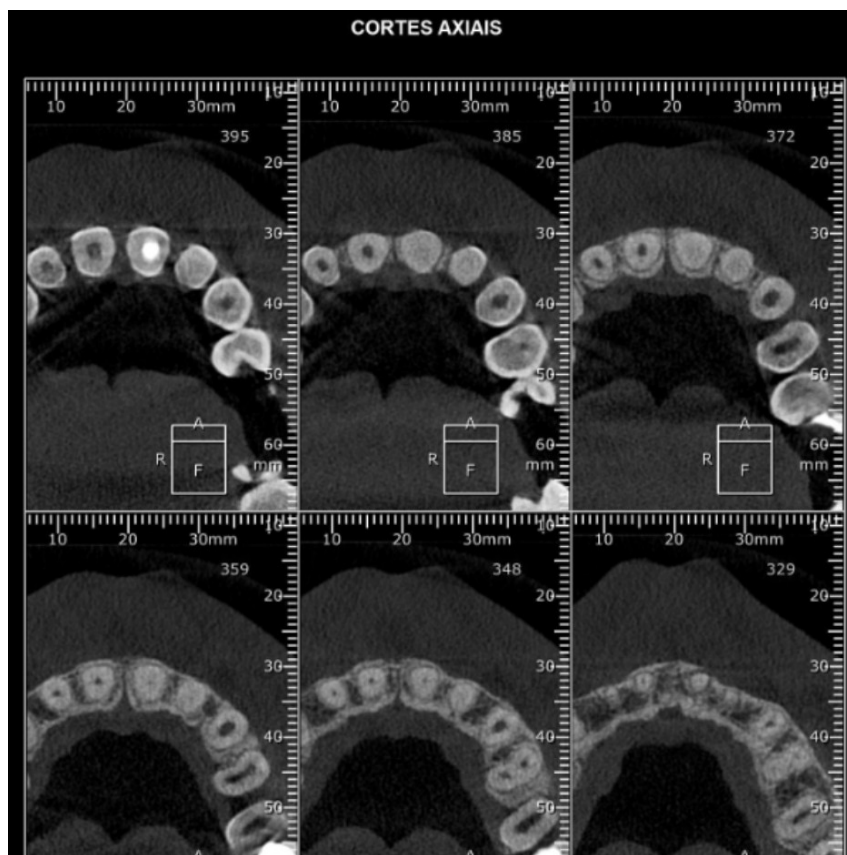 CORTES AXIAIS
10 20 30mm 10 395 20 30 40 50 60 mm A R F
10 20 30mm 10 385 20 30 40 50 60 mm A R F
10 20 30mm 10 372 20 30 40 50 60 mm A R F
10 20 30mm 10 359 20 30 40 50 A
10 20 30mm 10 348 20 30 40 50 A
10 20 30mm 10 329 20 30 40 50 A